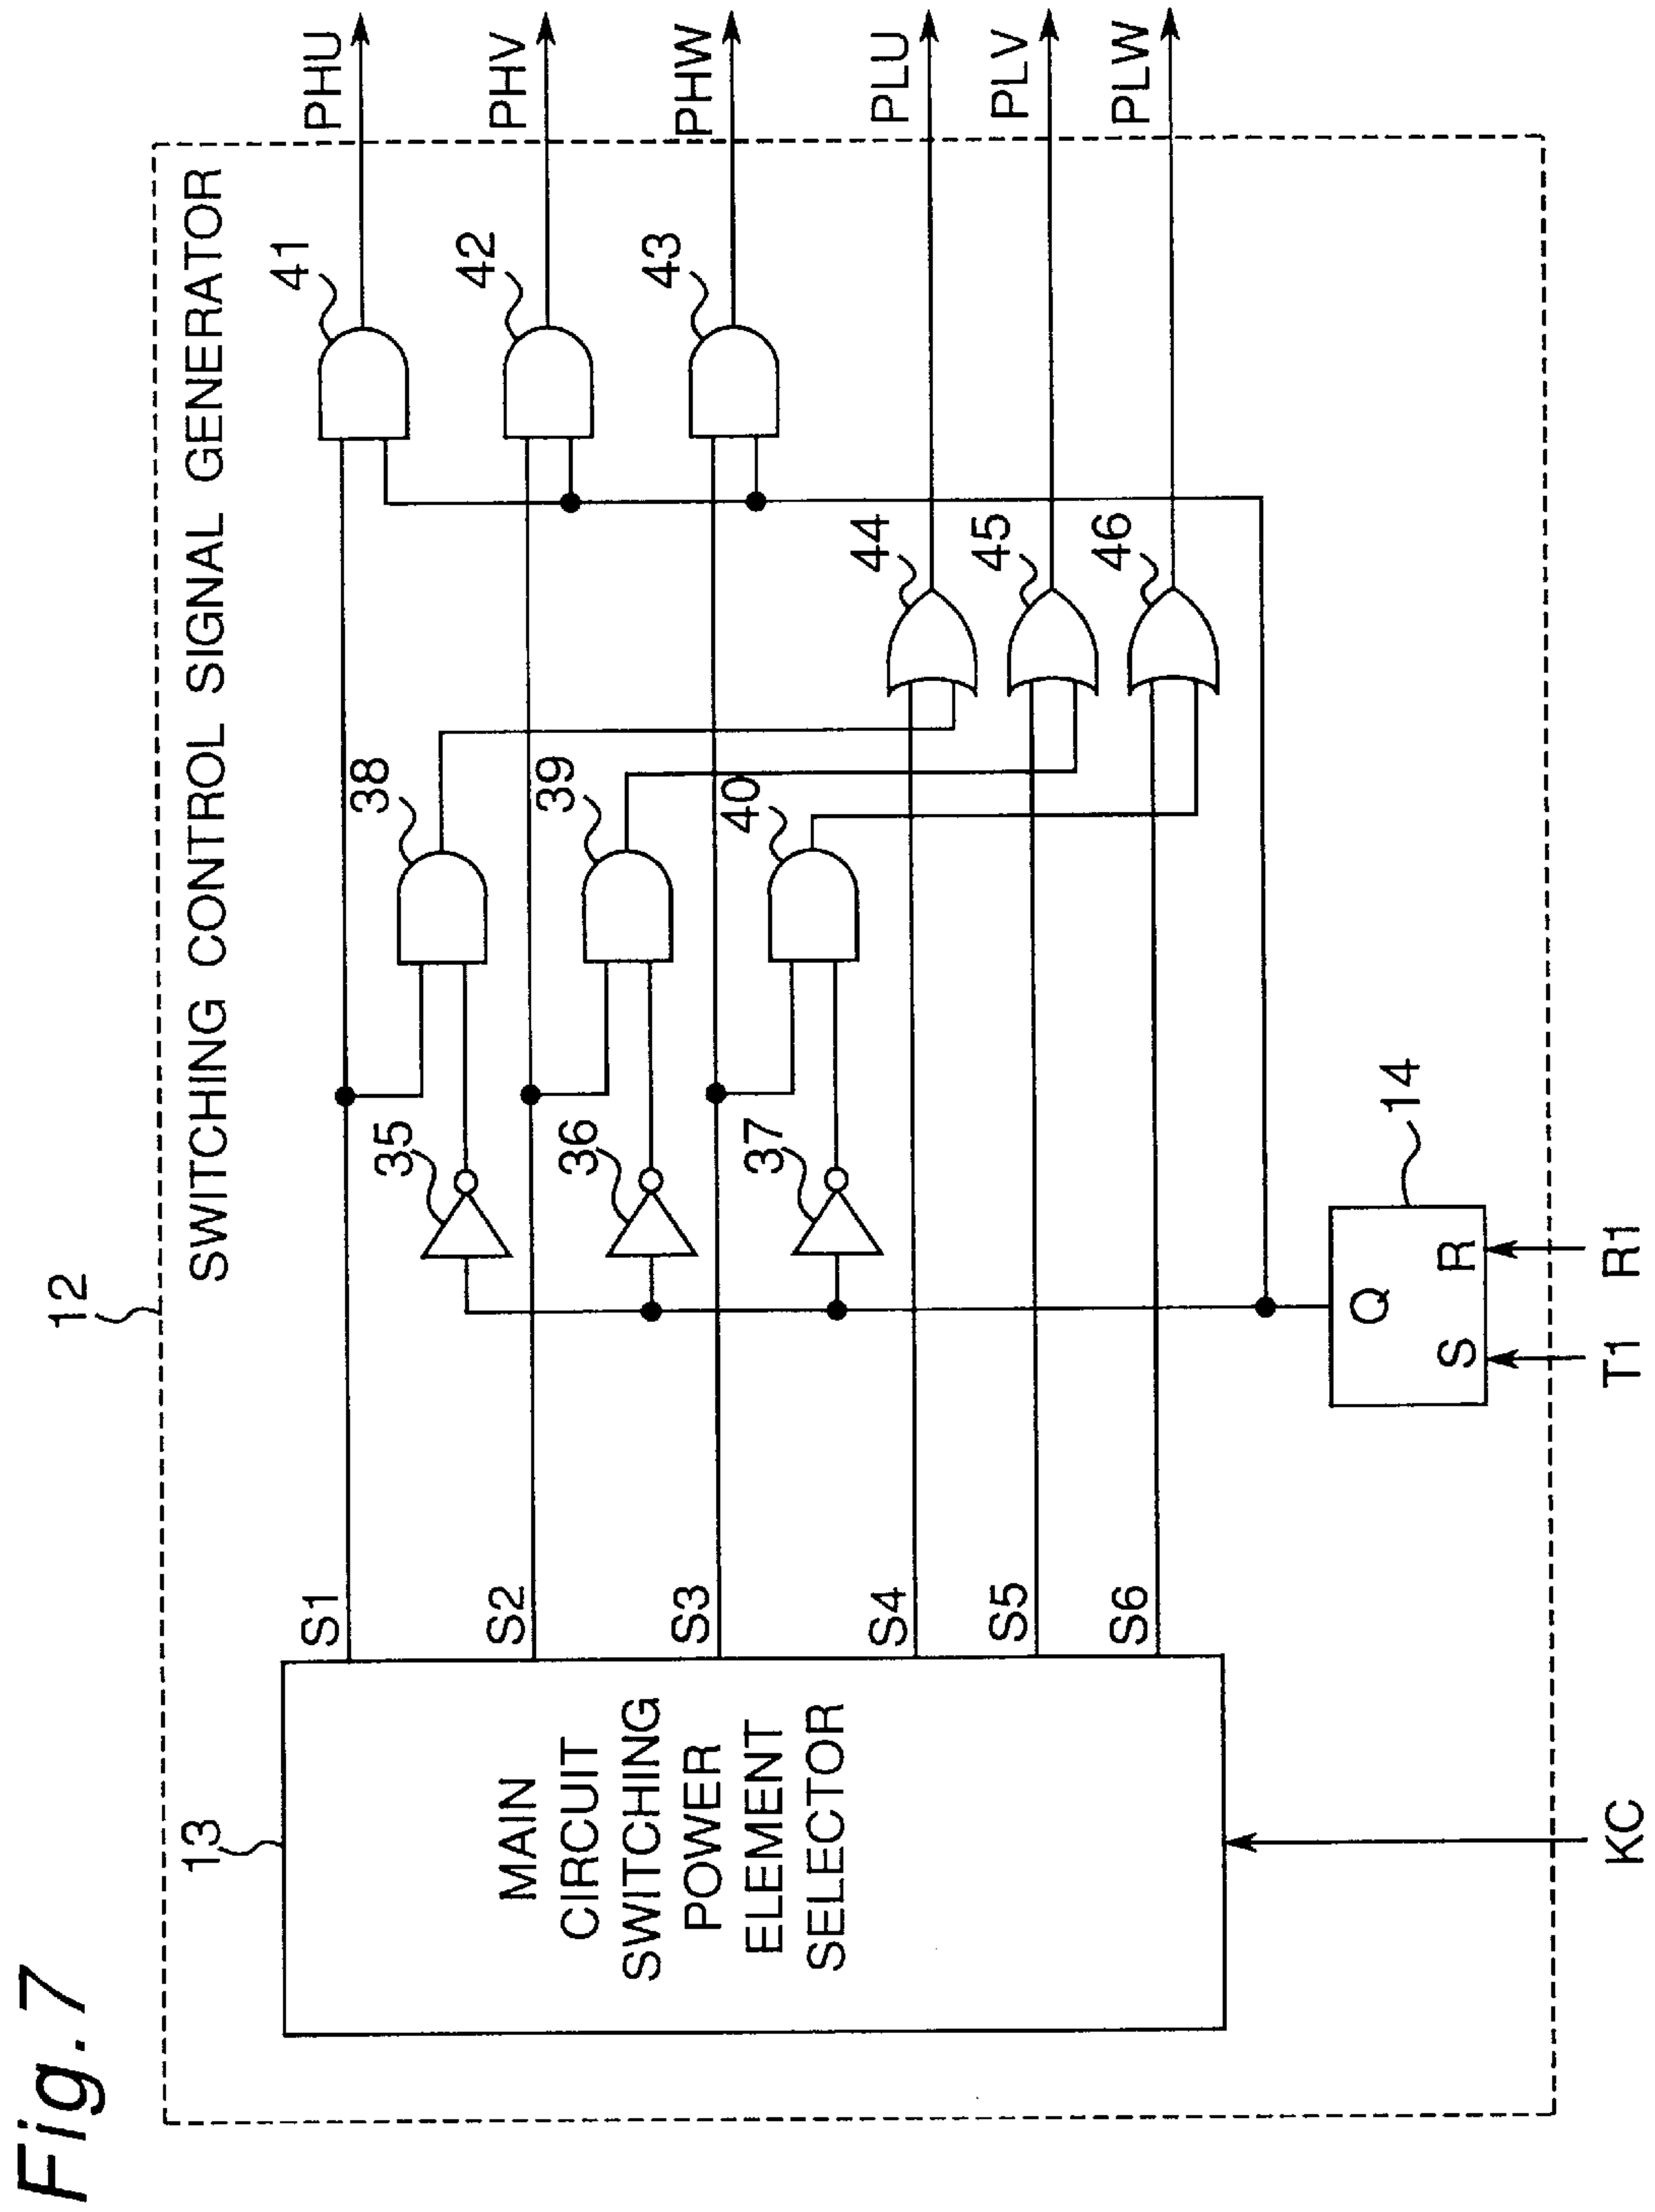 Fig. 7
12
SWITCHING CONTROL SIGNAL GENERATOR
13
MAIN
CIRCUIT
SWITCHING
POWER
ELEMENT
SELECTOR
S1
S2
S3
S4
S5
S6
35
36
37
38
39
40
41
42
43
44
45
46
PHU
PHV
PHW
PLU
PLV
PLW
14
Q
S
R
KC
T1
R1